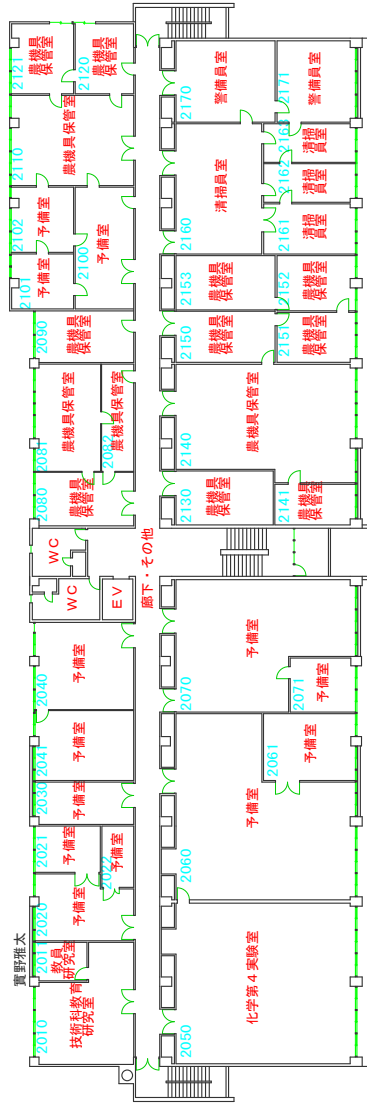 2121
農機具
保管室
2120
農機具
保管室
2110
農機具保管室
2102
予備室
2101
予備室
2100
予備室
2090
農機具
保管室
2081
農機具保管室
2082
農機具保管室
2080
農機具
保管室
WC
WC
EV
廊下・その他
2040
予備室
2041
予備室
2030
予備室
2021
予備室
2022
予備室
2020
予備室
2011
教員
研究室
實野雅太
2010
技術科教育
研究室
2170
警備員室
2171
警備員室
2160
清掃員室
2163
清掃員室
2162
清掃員室
2161
清掃員室
2153
農機具
保管室
2152
農機具
保管室
2150
農機具
保管室
2151
農機具
保管室
2140
農機具保管室
2130
農機具
保管室
2141
農機具
保管室
2070
予備室
2071
予備室
2061
予備室
2060
予備室
2050
化学第４実験室